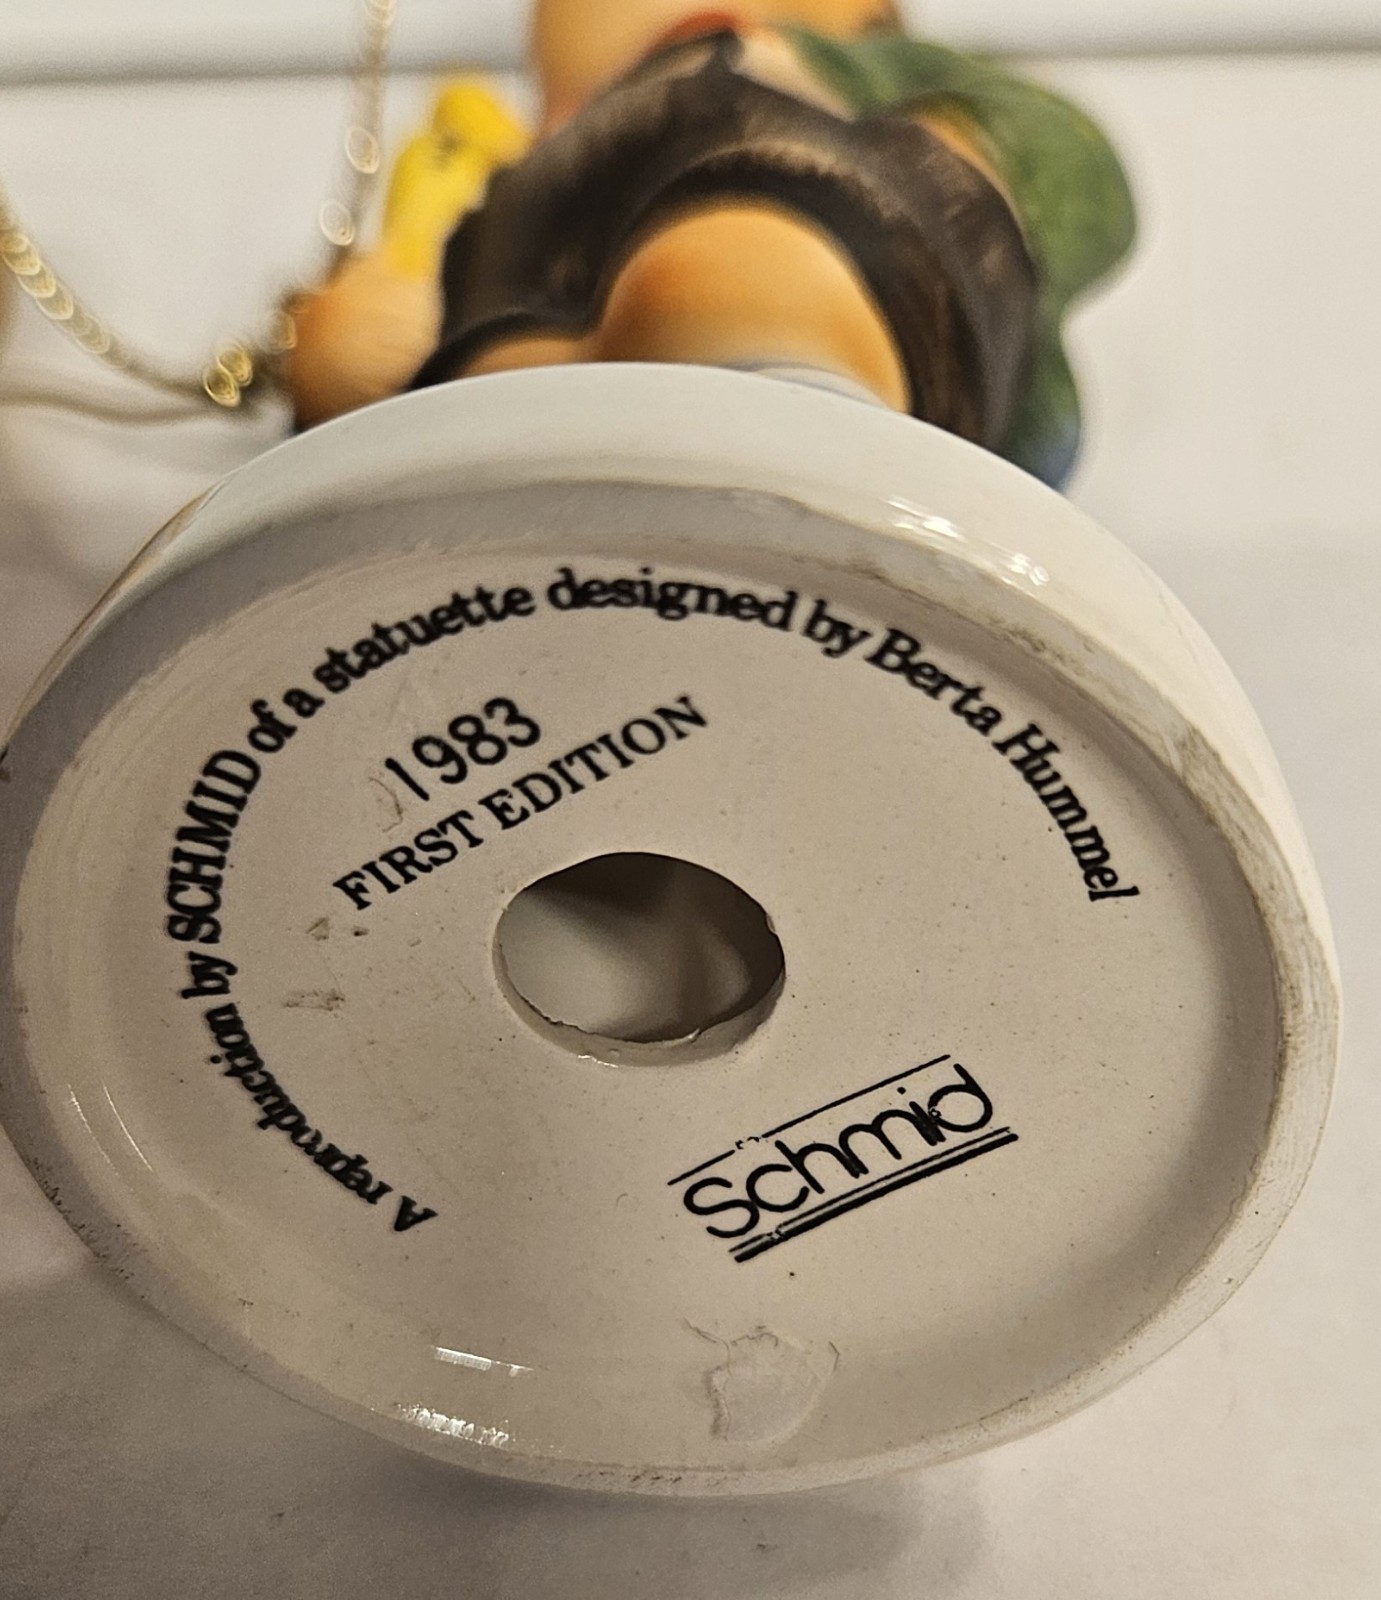 A reproduction by SCHMID of a statuette designed by Berta Hummel
1983
FIRST EDITION
Schmid